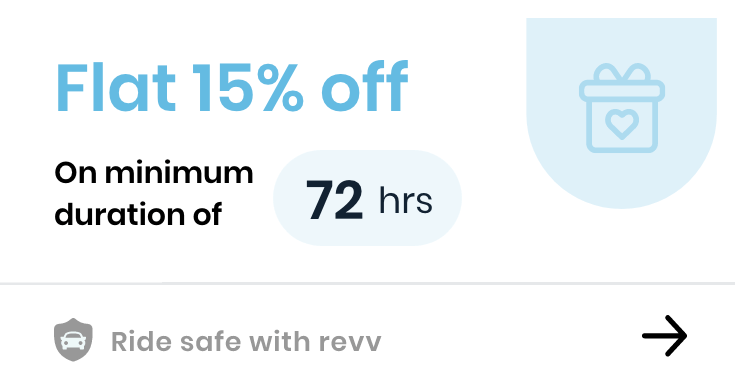 Flat 15% off
On minimum
duration of
72 hrs
Ride safe with revv